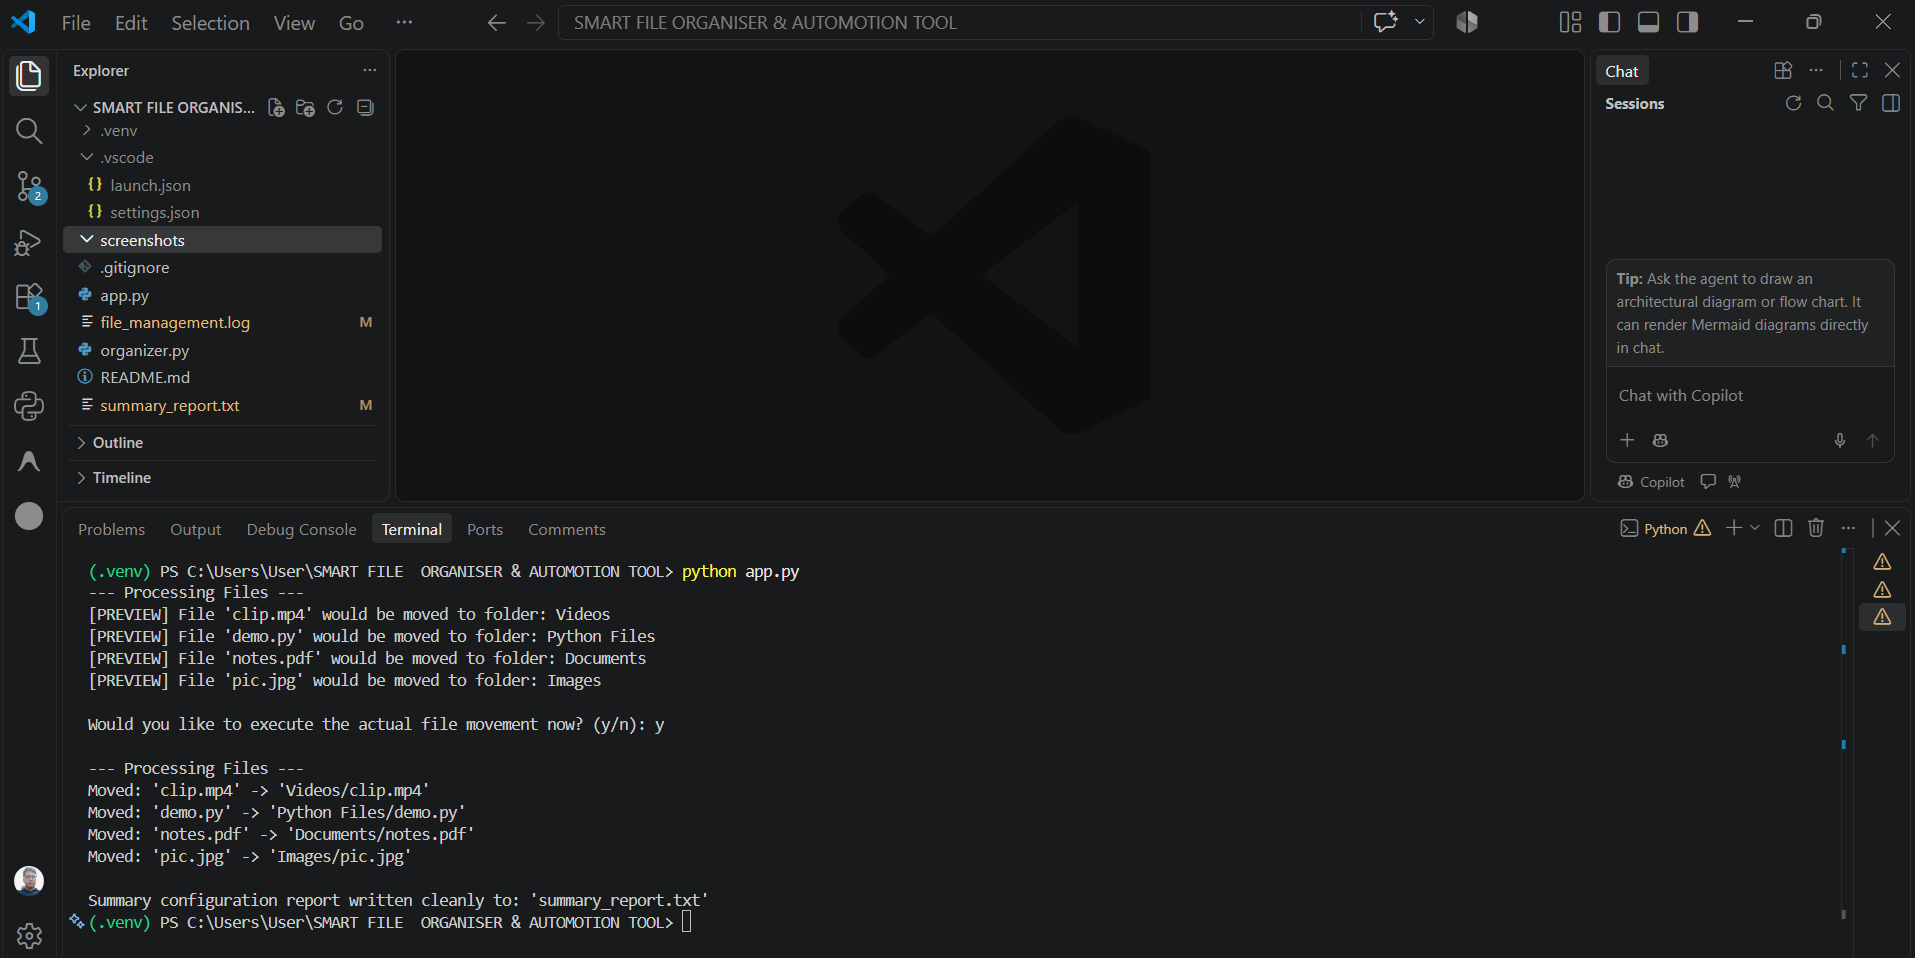 File Edit Selection View Go ···
SMART FILE ORGANISER & AUTOMOTION TOOL
Explorer
SMART FILE ORGANIS...
.venv
.vscode
{} launch.json
{} settings.json
screenshots
.gitignore
app.py
file_management.log M
organizer.py
README.md
summary_report.txt M
Outline
Timeline
2
1
Chat
Sessions
Tip: Ask the agent to draw an
architectural diagram or flow chart. It
can render Mermaid diagrams directly
in chat.
Chat with Copilot
Copilot
Problems Output Debug Console Terminal Ports Comments
Python
(.venv) PS C:\Users\User\SMART FILE  ORGANISER & AUTOMOTION TOOL> python app.py
--- Processing Files ---
[PREVIEW] File 'clip.mp4' would be moved to folder: Videos
[PREVIEW] File 'demo.py' would be moved to folder: Python Files
[PREVIEW] File 'notes.pdf' would be moved to folder: Documents
[PREVIEW] File 'pic.jpg' would be moved to folder: Images
Would you like to execute the actual file movement now? (y/n): y
--- Processing Files ---
Moved: 'clip.mp4' -> 'Videos/clip.mp4'
Moved: 'demo.py' -> 'Python Files/demo.py'
Moved: 'notes.pdf' -> 'Documents/notes.pdf'
Moved: 'pic.jpg' -> 'Images/pic.jpg'
Summary configuration report written cleanly to: 'summary_report.txt'
(.venv) PS C:\Users\User\SMART FILE  ORGANISER & AUTOMOTION TOOL>